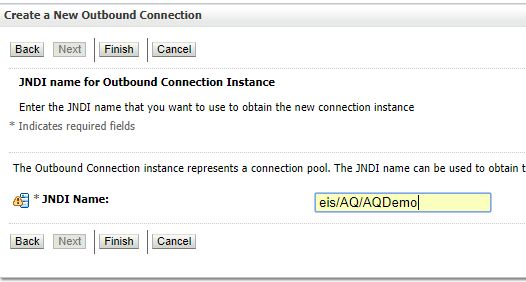 Create a New Outbound Connection
Back Next Finish Cancel
JNDI name for Outbound Connection Instance
Enter the JNDI name that you want to use to obtain the new connection instance
* Indicates required fields
The Outbound Connection instance represents a connection pool. The JNDI name can be used to obtain t
* JNDI Name: eis/AQ/AQDemo
Back Next Finish Cancel